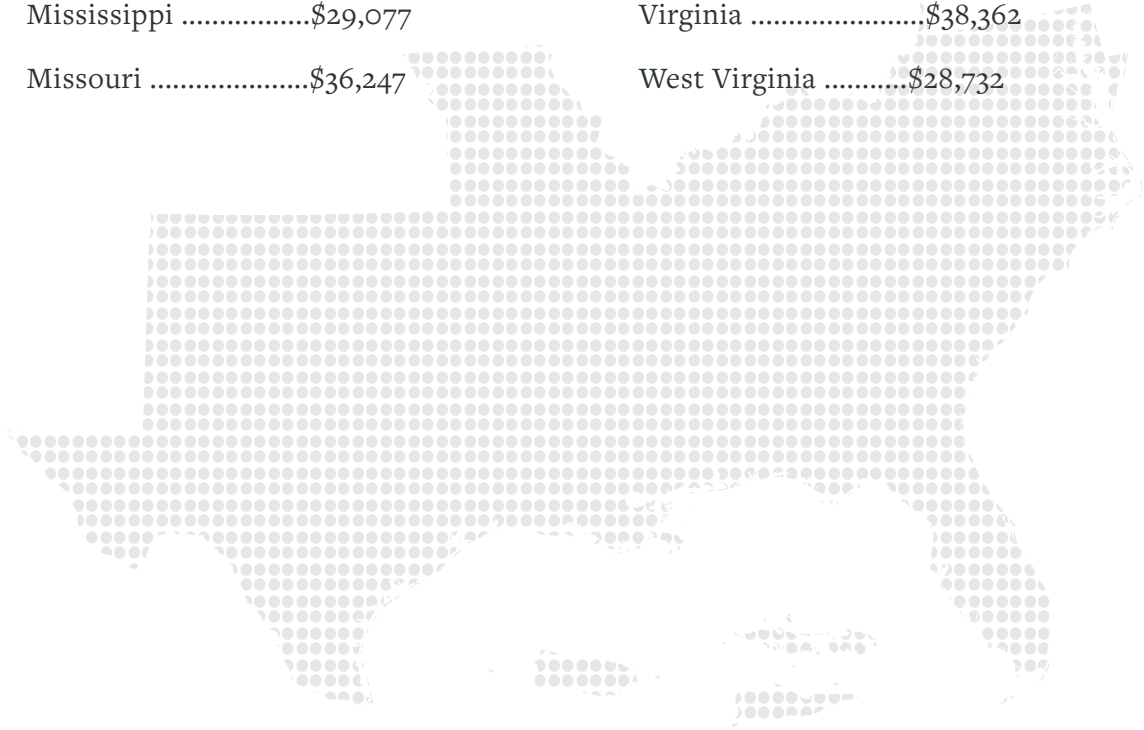 Mississippi .................$29,077
Missouri .....................$36,247
Virginia .......................$38,362
West Virginia ...........$28,732